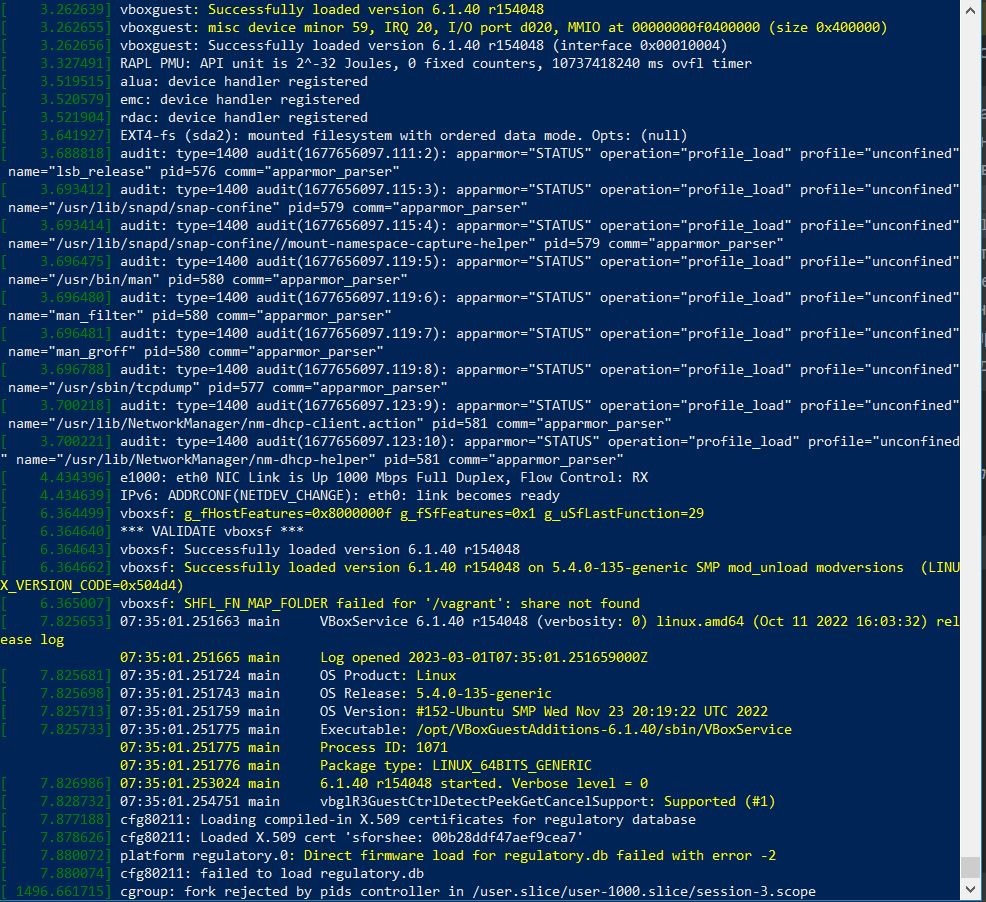 [    3.262639] vboxguest: Successfully loaded version 6.1.40 r154048
[    3.262655] vboxguest: misc device minor 59, IRQ 20, I/O port d020, MMIO at 00000000f0400000 (size 0x400000)
[    3.262656] vboxguest: Successfully loaded version 6.1.40 r154048 (interface 0x00010004)
[    3.327491] RAPL PMU: API unit is 2^-32 Joules, 0 fixed counters, 10737418240 ms ovfl timer
[    3.519515] alua: device handler registered
[    3.520579] emc: device handler registered
[    3.521904] rdac: device handler registered
[    3.641927] EXT4-fs (sda2): mounted filesystem with ordered data mode. Opts: (null)
[    3.688818] audit: type=1400 audit(1677656097.111:2): apparmor="STATUS" operation="profile_load" profile="unconfined"
 name="lsb_release" pid=576 comm="apparmor_parser"
[    3.693412] audit: type=1400 audit(1677656097.115:3): apparmor="STATUS" operation="profile_load" profile="unconfined"
 name="/usr/lib/snapd/snap-confine" pid=579 comm="apparmor_parser"
[    3.693414] audit: type=1400 audit(1677656097.115:4): apparmor="STATUS" operation="profile_load" profile="unconfined"
 name="/usr/lib/snapd/snap-confine//mount-namespace-capture-helper" pid=579 comm="apparmor_parser"
[    3.696475] audit: type=1400 audit(1677656097.119:5): apparmor="STATUS" operation="profile_load" profile="unconfined"
 name="/usr/bin/man" pid=580 comm="apparmor_parser"
[    3.696480] audit: type=1400 audit(1677656097.119:6): apparmor="STATUS" operation="profile_load" profile="unconfined"
 name="man_filter" pid=580 comm="apparmor_parser"
[    3.696481] audit: type=1400 audit(1677656097.119:7): apparmor="STATUS" operation="profile_load" profile="unconfined"
 name="man_groff" pid=580 comm="apparmor_parser"
[    3.696788] audit: type=1400 audit(1677656097.119:8): apparmor="STATUS" operation="profile_load" profile="unconfined"
 name="/usr/sbin/tcpdump" pid=577 comm="apparmor_parser"
[    3.700218] audit: type=1400 audit(1677656097.123:9): apparmor="STATUS" operation="profile_load" profile="unconfined"
 name="/usr/lib/NetworkManager/nm-dhcp-client.action" pid=581 comm="apparmor_parser"
[    3.700221] audit: type=1400 audit(1677656097.123:10): apparmor="STATUS" operation="profile_load" profile="unconfined
" name="/usr/lib/NetworkManager/nm-dhcp-helper" pid=581 comm="apparmor_parser"
[    4.434396] e1000: eth0 NIC Link is Up 1000 Mbps Full Duplex, Flow Control: RX
[    4.434639] IPv6: ADDRCONF(NETDEV_CHANGE): eth0: link becomes ready
[    6.364499] vboxsf: g_fHostFeatures=0x8000000f g_fSfFeatures=0x1 g_uSfLastFunction=29
[    6.364640] *** VALIDATE vboxsf ***
[    6.364643] vboxsf: Successfully loaded version 6.1.40 r154048
[    6.364662] vboxsf: Successfully loaded version 6.1.40 r154048 on 5.4.0-135-generic SMP mod_unload modversions  (LINU
X_VERSION_CODE=0x504d4)
[    6.365007] vboxsf: SHFL_FN_MAP_FOLDER failed for '/vagrant': share not found
[    7.825653] 07:35:01.251663 main     VBoxService 6.1.40 r154048 (verbosity: 0) linux.amd64 (Oct 11 2022 16:03:32) rel
ease log
               07:35:01.251665 main     Log opened 2023-03-01T07:35:01.251659000Z
[    7.825681] 07:35:01.251724 main     OS Product: Linux
[    7.825698] 07:35:01.251743 main     OS Release: 5.4.0-135-generic
[    7.825713] 07:35:01.251759 main     OS Version: #152-Ubuntu SMP Wed Nov 23 20:19:22 UTC 2022
[    7.825733] 07:35:01.251775 main     Executable: /opt/VBoxGuestAdditions-6.1.40/sbin/VBoxService
               07:35:01.251775 main     Process ID: 1071
               07:35:01.251776 main     Package type: LINUX_64BITS_GENERIC
[    7.826986] 07:35:01.253024 main     6.1.40 r154048 started. Verbose level = 0
[    7.828732] 07:35:01.254751 main     vbglR3GuestCtrlDetectPeekGetCancelSupport: Supported (#1)
[    7.877188] cfg80211: Loading compiled-in X.509 certificates for regulatory database
[    7.878626] cfg80211: Loaded X.509 cert 'sforshee: 00b28ddf47aef9cea7'
[    7.880072] platform regulatory.0: Direct firmware load for regulatory.db failed with error -2
[    7.880074] cfg80211: failed to load regulatory.db
[ 1496.661715] cgroup: fork rejected by pids controller in /user.slice/user-1000.slice/session-3.scope